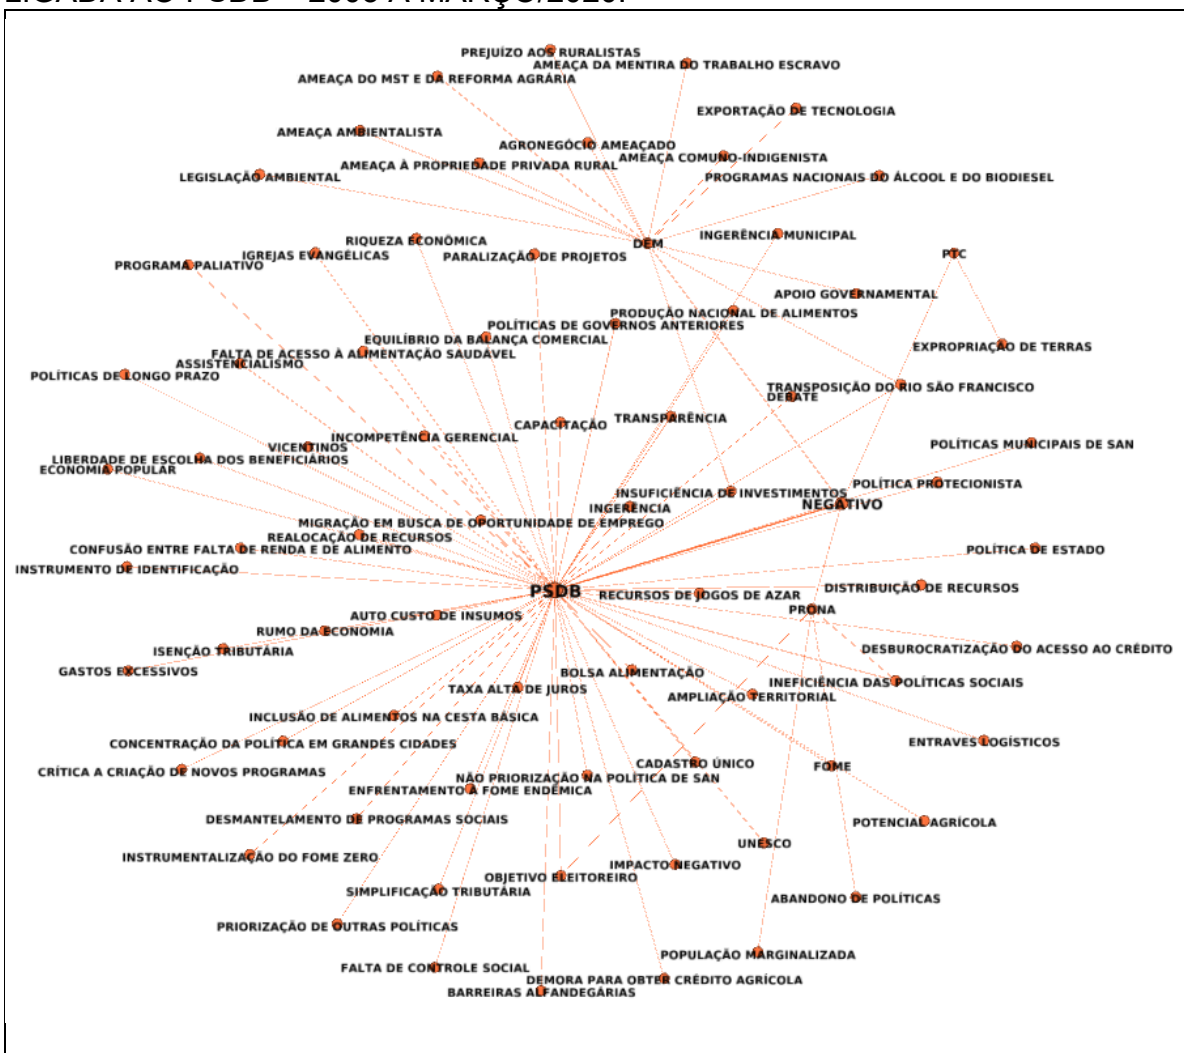 LIGADA AO PSDB – 2003 A MARÇO/2020.
PREJUÍZO AOS RURALISTAS
AMEAÇA DA MENTIRA DO TRABALHO ESCRAVO
AMEAÇA DO MST E DA REFORMA AGRÁRIA
EXPORTAÇÃO DE TECNOLOGIA
AMEAÇA AMBIENTALISTA
AGRONEGÓCIO AMEAÇADO
AMEAÇA COMUNO-INDIGENISTA
AMEAÇA À PROPRIEDADE PRIVADA RURAL
LEGISLAÇÃO AMBIENTAL
PROGRAMAS NACIONAIS DO ÁLCOOL E DO BIODIESEL
INGERÊNCIA MUNICIPAL
RIQUEZA ECONÔMICA
DEM
IGREJAS EVANGÉLICAS
PARALIZAÇÃO DE PROJETOS
PTC
PROGRAMA PALIATIVO
APOIO GOVERNAMENTAL
PRODUÇÃO NACIONAL DE ALIMENTOS
POLÍTICAS DE GOVERNOS ANTERIORES
EQUILÍBRIO DA BALANÇA COMERCIAL
EXPROPRIAÇÃO DE TERRAS
FALTA DE ACESSO À ALIMENTAÇÃO SAUDÁVEL
ASSISTENCIALISMO
POLÍTICAS DE LONGO PRAZO
TRANSPOSIÇÃO DO RIO SÃO FRANCISCO
DEBATE
TRANSPARÊNCIA
CAPACITAÇÃO
INCOMPETÊNCIA GERENCIAL
POLÍTICAS MUNICIPAIS DE SAN
VICENTINOS
LIBERDADE DE ESCOLHA DOS BENEFICIÁRIOS
ECONOMIA POPULAR
POLÍTICA PROTECIONISTA
INSUFICIÊNCIA DE INVESTIMENTOS
NEGATIVO
INGERÊNCIA
MIGRAÇÃO EM BUSCA DE OPORTUNIDADE DE EMPREGO
REALOCAÇÃO DE RECURSOS
CONFUSÃO ENTRE FALTA DE RENDA E DE ALIMENTO
POLÍTICA DE ESTADO
INSTRUMENTO DE IDENTIFICAÇÃO
DISTRIBUIÇÃO DE RECURSOS
PSDB
RECURSOS DE JOGOS DE AZAR
PRONA
AUTO CUSTO DE INSUMOS
RUMO DA ECONOMIA
DESBUROCRATIZAÇÃO DO ACESSO AO CRÉDITO
ISENÇÃO TRIBUTÁRIA
GASTOS EXCESSIVOS
BOLSA ALIMENTAÇÃO
INEFICIÊNCIA DAS POLÍTICAS SOCIAIS
TAXA ALTA DE JUROS
AMPLIAÇÃO TERRITORIAL
INCLUSÃO DE ALIMENTOS NA CESTA BÁSICA
CONCENTRAÇÃO DA POLÍTICA EM GRANDES CIDADES
ENTRAVES LOGÍSTICOS
CADASTRO ÚNICO
FOME
CRÍTICA A CRIAÇÃO DE NOVOS PROGRAMAS
NÃO PRIORIZAÇÃO NA POLÍTICA DE SAN
ENFRENTAMENTO À FOME ENDÊMICA
DESMANTELAMENTO DE PROGRAMAS SOCIAIS
POTENCIAL AGRÍCOLA
UNESCO
INSTRUMENTALIZAÇÃO DO FOME ZERO
IMPACTO NEGATIVO
OBJETIVO ELEITOREIRO
SIMPLIFICAÇÃO TRIBUTÁRIA
ABANDONO DE POLÍTICAS
PRIORIZAÇÃO DE OUTRAS POLÍTICAS
POPULAÇÃO MARGINALIZADA
FALTA DE CONTROLE SOCIAL
DEMORA PARA OBTER CRÉDITO AGRÍCOLA
BARREIRAS ALFANDEGÁRIAS